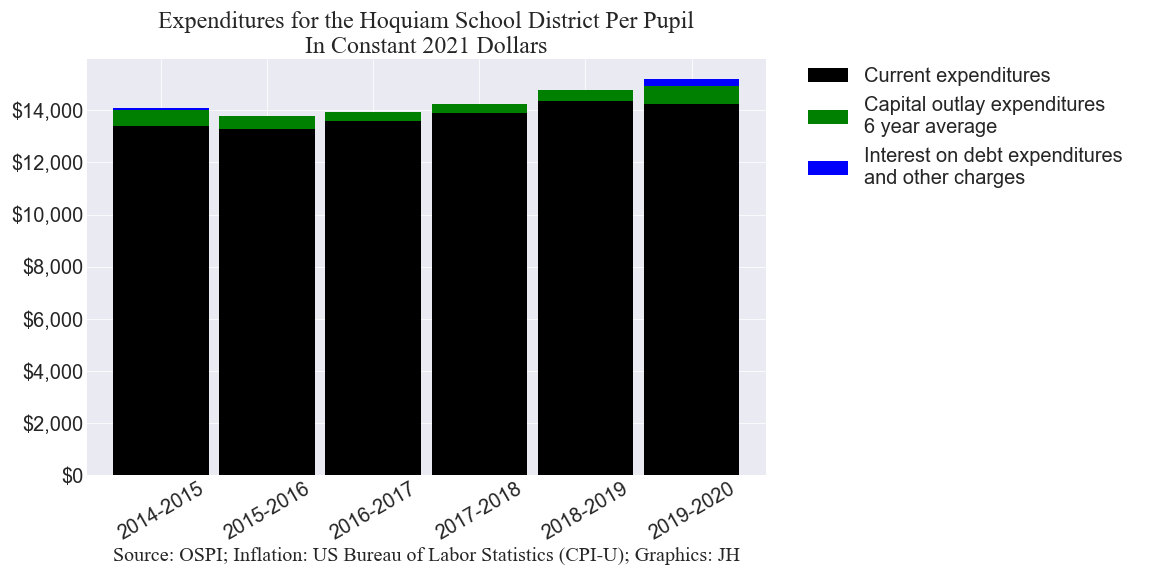 Expenditures for the Hoquiam School District Per Pupil
In Constant 2021 Dollars
Current expenditures
Capital outlay expenditures
6 year average
Interest on debt expenditures
and other charges
$14,000
$12,000
$10,000
$8,000
$6,000
$4,000
$2,000
$0
2014-2015
2015-2016
2016-2017
2017-2018
2018-2019
2019-2020
Source: OSPI; Inflation: US Bureau of Labor Statistics (CPI-U); Graphics: JH